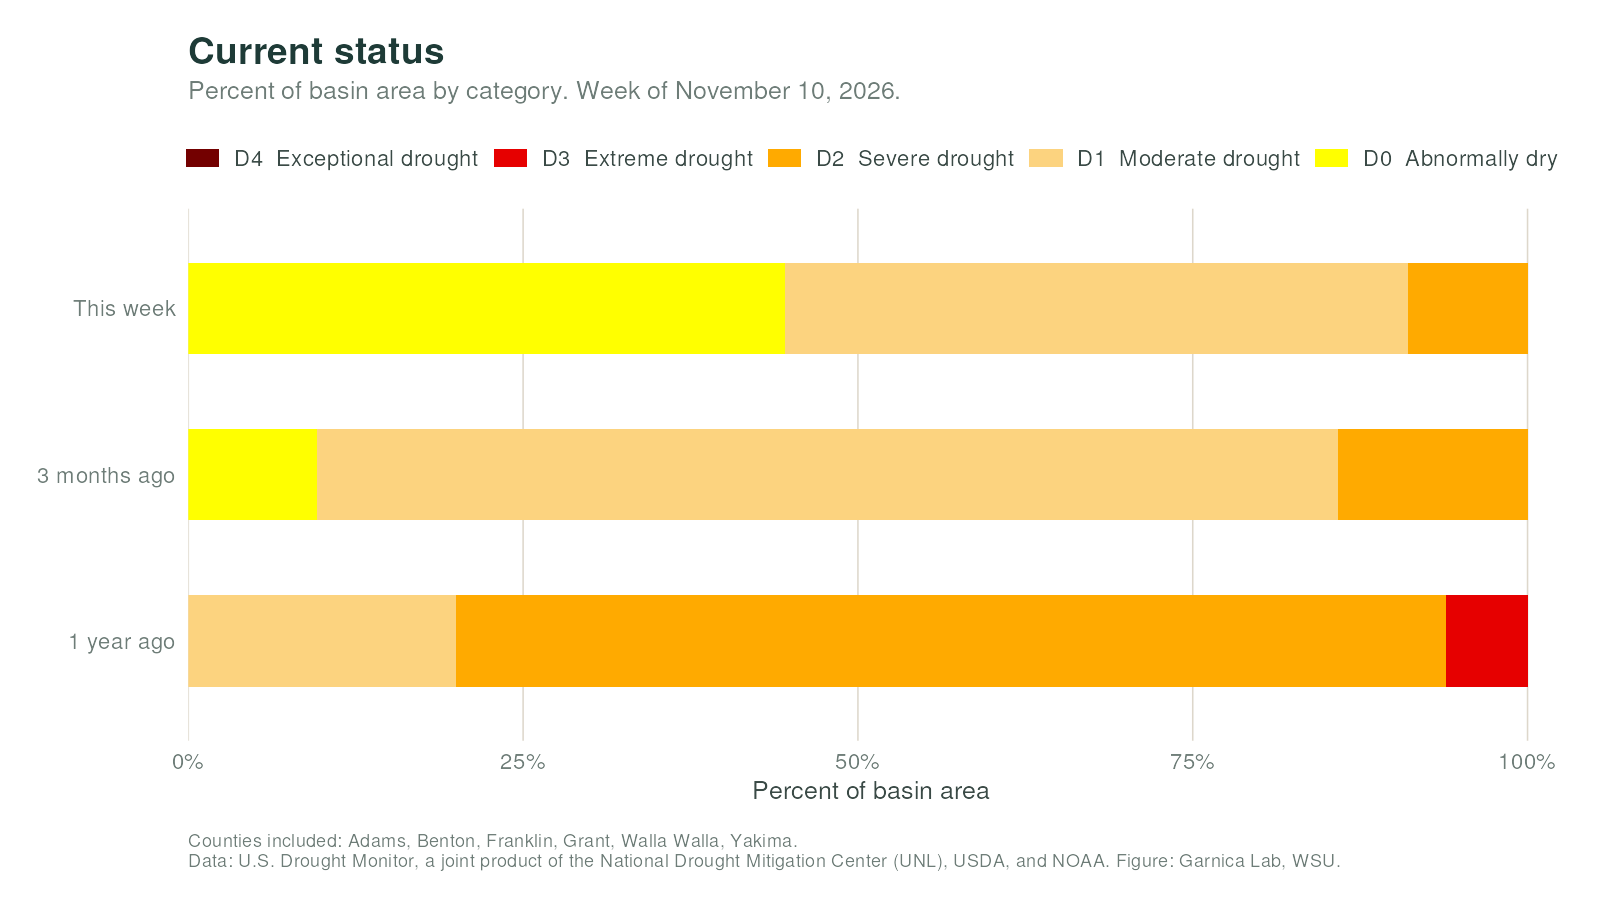 Current status
Percent of basin area by category. Week of November 10, 2026.
D4 Exceptional drought D3 Extreme drought D2 Severe drought D1 Moderate drought D0 Abnormally dry
This week
3 months ago
1 year ago
0% 25% 50% 75% 100%
Percent of basin area
Counties included: Adams, Benton, Franklin, Grant, Walla Walla, Yakima.
Data: U.S. Drought Monitor, a joint product of the National Drought Mitigation Center (UNL), USDA, and NOAA. Figure: Garnica Lab, WSU.